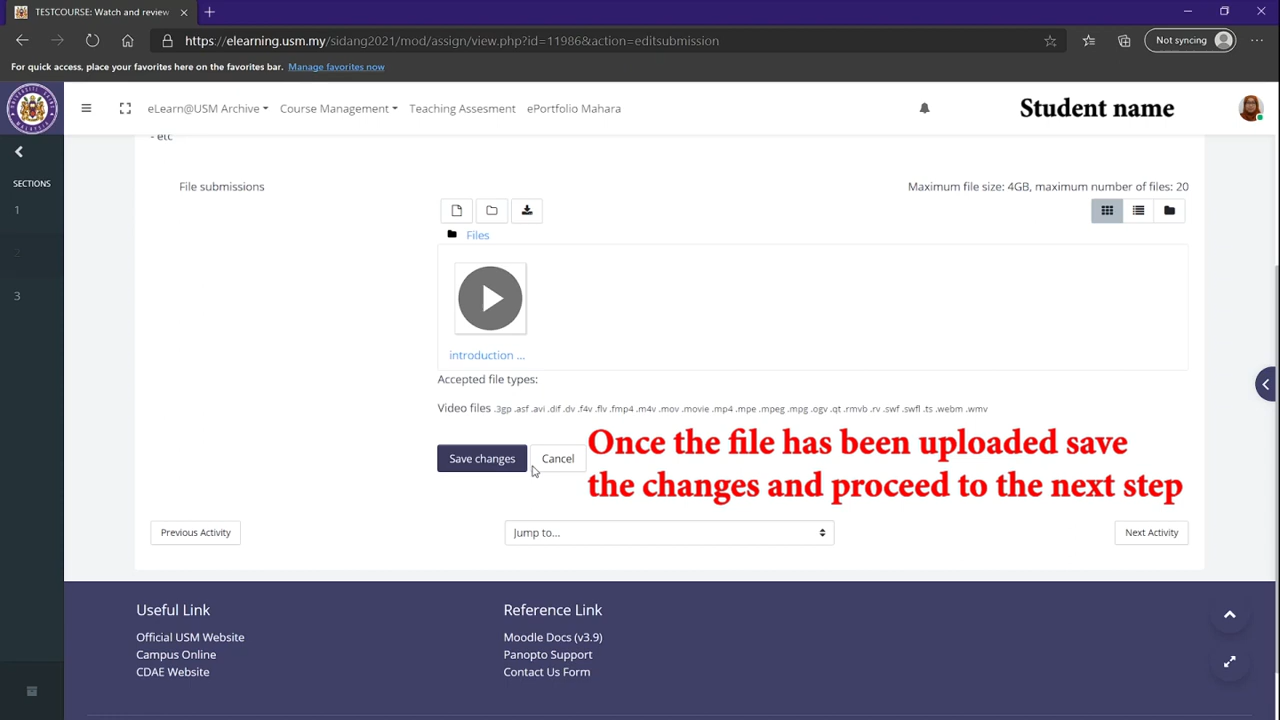 TESTCOURSE: Watch and review
https://elearning.usm.my/sidang2021/mod/assign/view.php?id=11986&action=editsubmission
Not syncing
For quick access, place your favorites here on the favorites bar. Manage favorites now
eLearn@USM Archive Course Management Teaching Assesment ePortfolio Mahara
Student name
- etc
SECTIONS
1
2
3
File submissions
Maximum file size: 4GB, maximum number of files: 20
Files
introduction ...
Accepted file types:
Video files .3gp .asf .avi .dif .dv .f4v .flv .fmp4 .m4v .mov .movie .mp4 .mpe .mpeg .mpg .ogv .qt .rmvb .rv .swf .swfl .ts .webm .wmv
Save changes Cancel
Once the file has been uploaded save
the changes and proceed to the next step
Previous Activity Jump to... Next Activity
Useful Link
Official USM Website
Campus Online
CDAE Website
Reference Link
Moodle Docs (v3.9)
Panopto Support
Contact Us Form